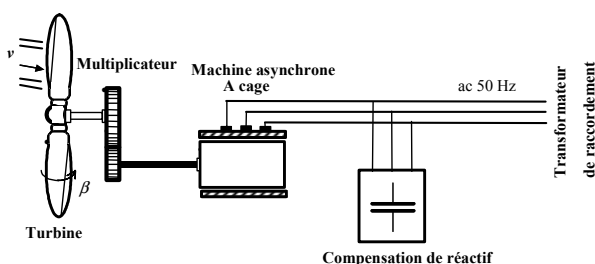 v
Multiplicateur
Machine asynchrone
A cage
ac 50 Hz
Transformateur
de raccordement
β
Turbine
Compensation de réactif